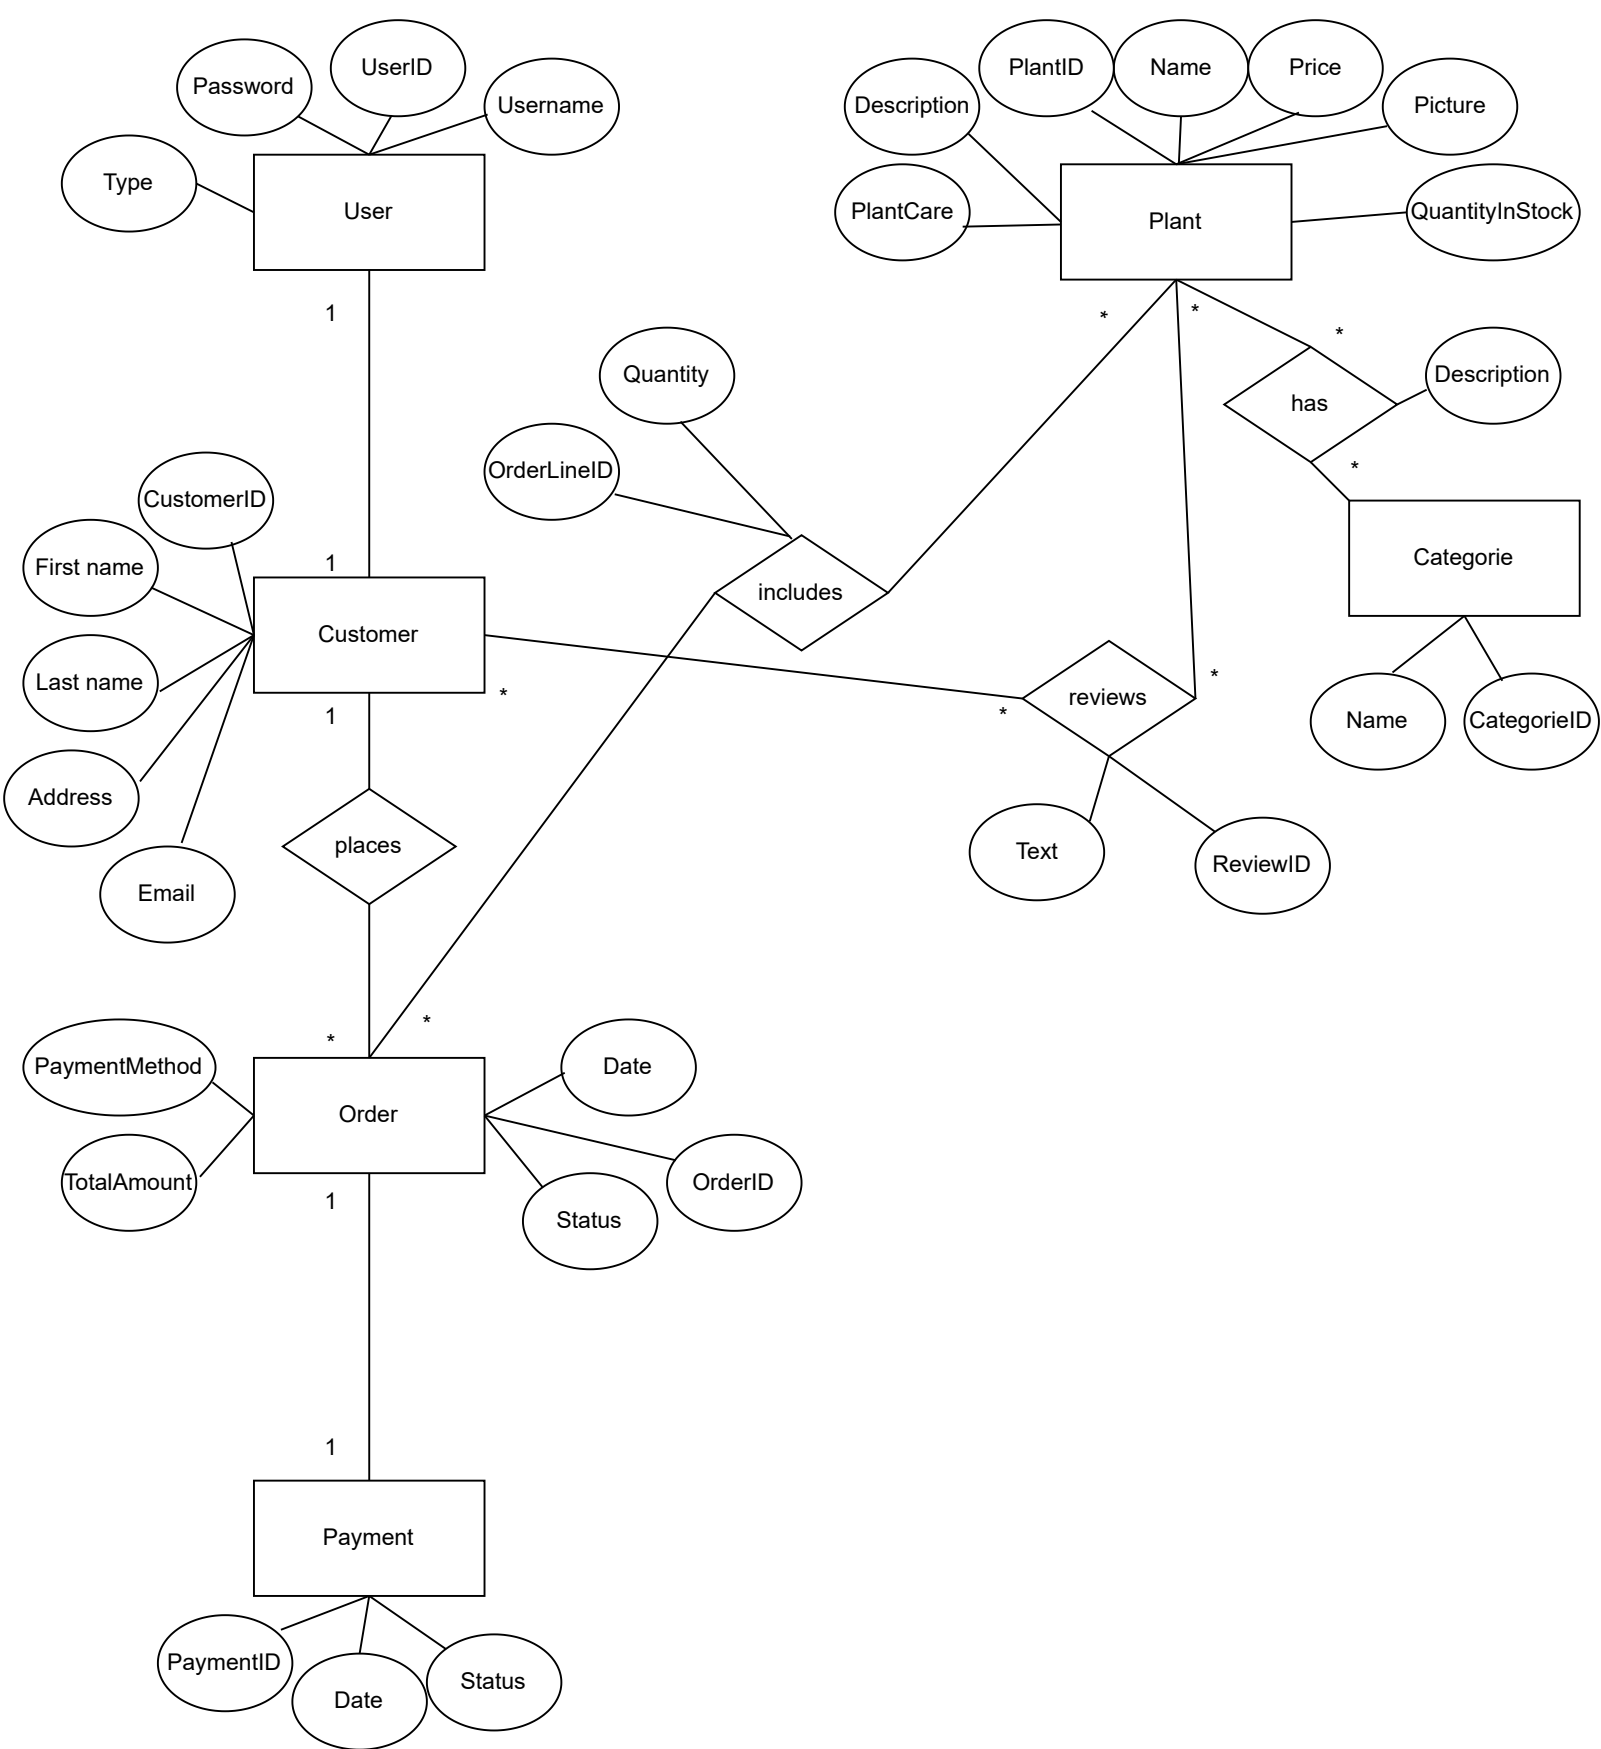 UserID
PlantID
Name
Price
Password
Username
Description
Picture
Type
User
PlantCare
Plant
QuantityInStock
1
*
*
*
Quantity
Description
has
OrderLineID
*
CustomerID
Categorie
1
First name
includes
Customer
Last name
*
*
reviews
1
*
Name
CategorieID
Address
places
Text
ReviewID
Email
*
*
PaymentMethod
Date
Order
TotalAmount
OrderID
1
Status
1
Payment
PaymentID
Status
Date